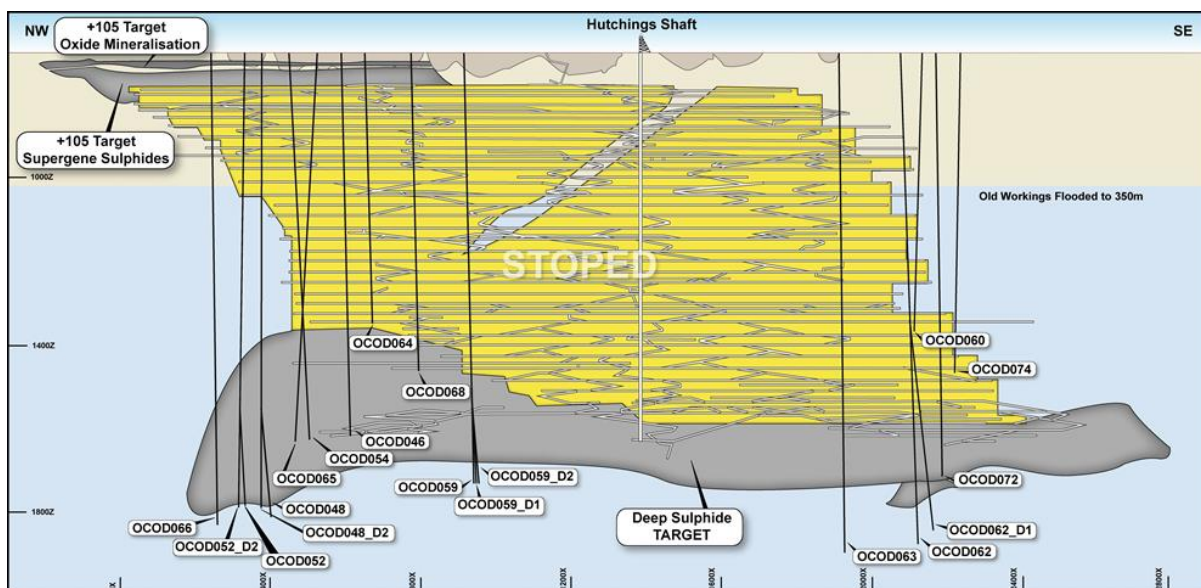 NW
+105 Target
Oxide Mineralisation
Hutchings Shaft
SE
+105 Target
Supergene Sulphides
1000Z
Old Workings Flooded to 350m
STOPED
1400Z
OCOD064
OCOD060
OCOD068
OCOD074
OCOD046
OCOD054
OCOD065
OCOD059_D2
OCOD059
OCOD059_D1
OCOD072
OCOD048
OCOD066
OCOD048_D2
OCOD052_D2
OCOD052
Deep Sulphide
TARGET
OCOD062_D1
OCOD063
OCOD062
1800Z